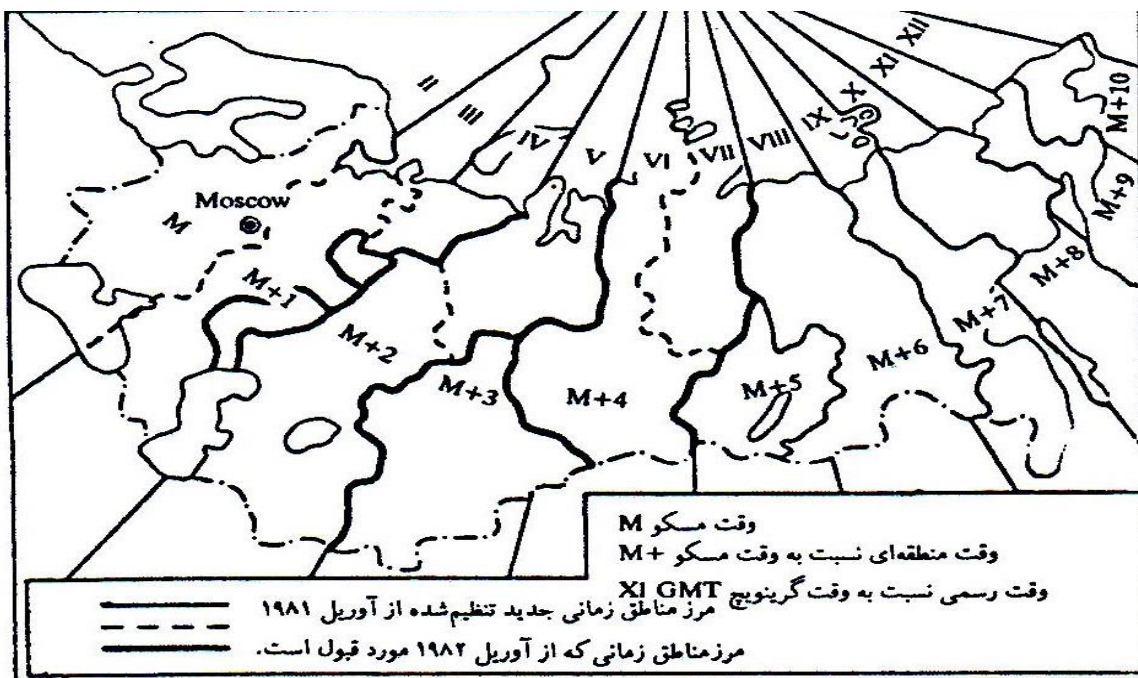 II
III
IV
V
VI
VII
VIII
IX
X
XI
XII
Moscow
M
M+1
M+2
M+3
M+4
M+5
M+6
M+7
M+8
M+9
M+10
وقت مسکو M
وقت منطقه‌ای نسبت به وقت مسکو M+
وقت رسمی نسبت به وقت گرینویچ XI GMT
مرز مناطق زمانی جدید تنظیم‌شده از آوریل ۱۹۸۱
مرز مناطق زمانی که از آوریل ۱۹۸۲ مورد قبول است.